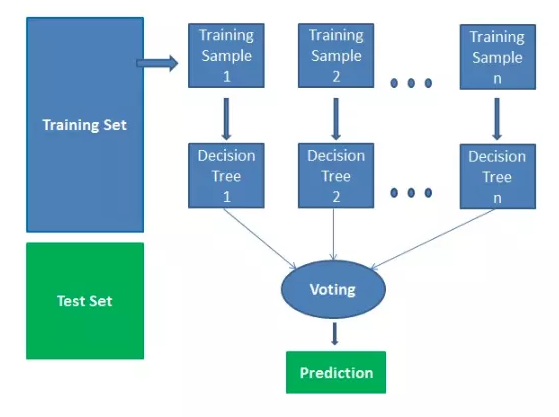 Training Set
Training
Sample
1
Training
Sample
2
Training
Sample
n
Decision
Tree
1
Decision
Tree
2
Decision
Tree
n
Test Set
Voting
Prediction